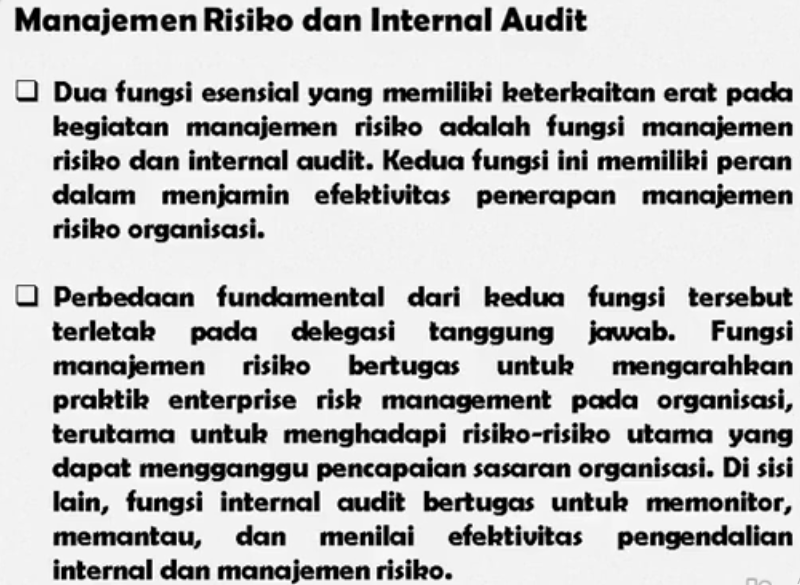 Manajemen Risiko dan Internal Audit
❑ Dua fungsi esensial yang memiliki keterkaitan erat pada
kegiatan manajemen risiko adalah fungsi manajemen
risiko dan internal audit. Kedua fungsi ini memiliki peran
dalam menjamin efektivitas penerapan manajemen
risiko organisasi.
❑ Perbedaan fundamental dari kedua fungsi tersebut
terletak pada delegasi tanggung jawab. Fungsi
manajemen risiko bertugas untuk mengarahkan
praktik enterprise risk management pada organisasi,
terutama untuk menghadapi risiko-risiko utama yang
dapat mengganggu pencapaian sasaran organisasi. Di sisi
lain, fungsi internal audit bertugas untuk memonitor,
memantau, dan menilai efektivitas pengendalian
internal dan manajemen risiko.